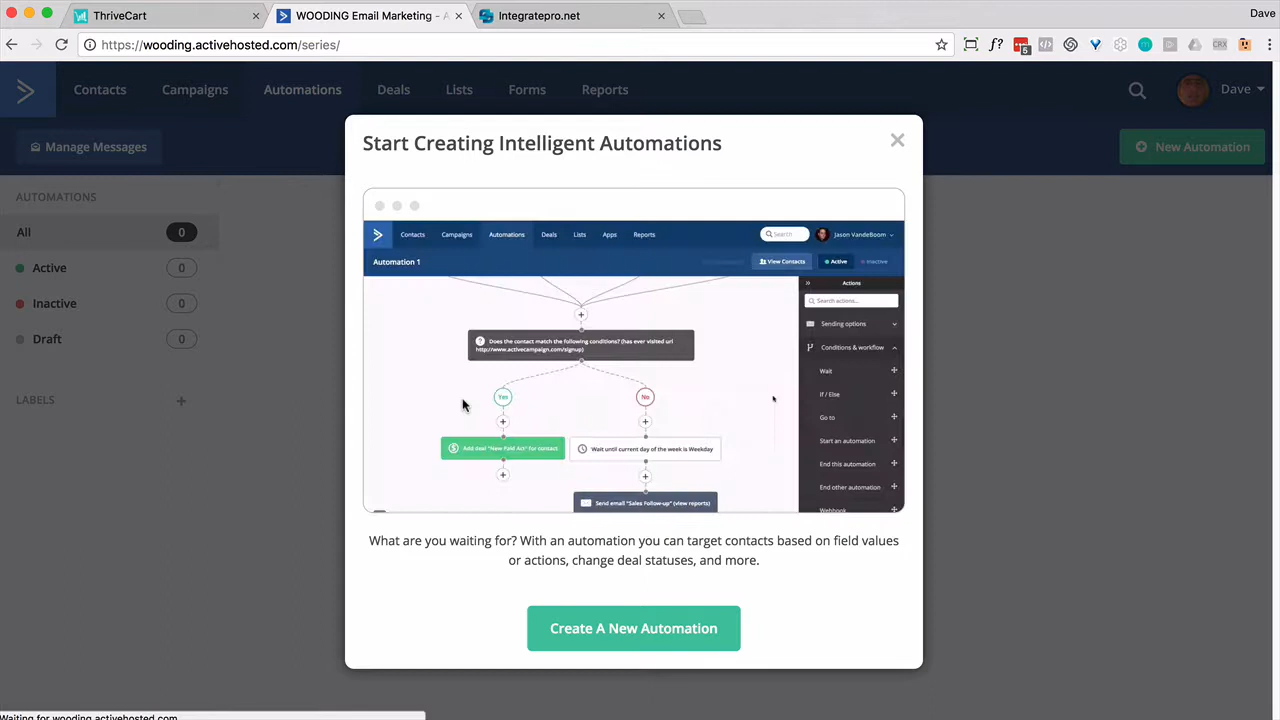 ThriveCart
WOODING Email Marketing - A
Integratepro.net
Dave
https://wooding.activehosted.com/series/
f?
5
CRX
Contacts
Campaigns
Automations
Deals
Lists
Forms
Reports
Dave
Manage Messages
New Automation
AUTOMATIONS
All
0
Active
0
Inactive
0
Draft
0
LABELS
Start Creating Intelligent Automations
Contacts
Campaigns
Automations
Deals
Lists
Apps
Reports
Search
Jason VandeBoom
Automation 1
View Contacts
Active
Inactive
Actions
Search actions...
Sending options
Conditions & workflow
Wait
If / Else
Go to
Start an automation
End this automation
End other automation
Webhook
Does the contact match the following conditions? (has ever visited url
http://www.activecampaign.com/signup)
Yes
No
Add deal "New Paid Acct" for contact
Wait until current day of the week is Weekday
Send email "Sales Follow-up" (view reports)
What are you waiting for? With an automation you can target contacts based on field values
or actions, change deal statuses, and more.
Create A New Automation
Waiting for wooding.activehosted.com